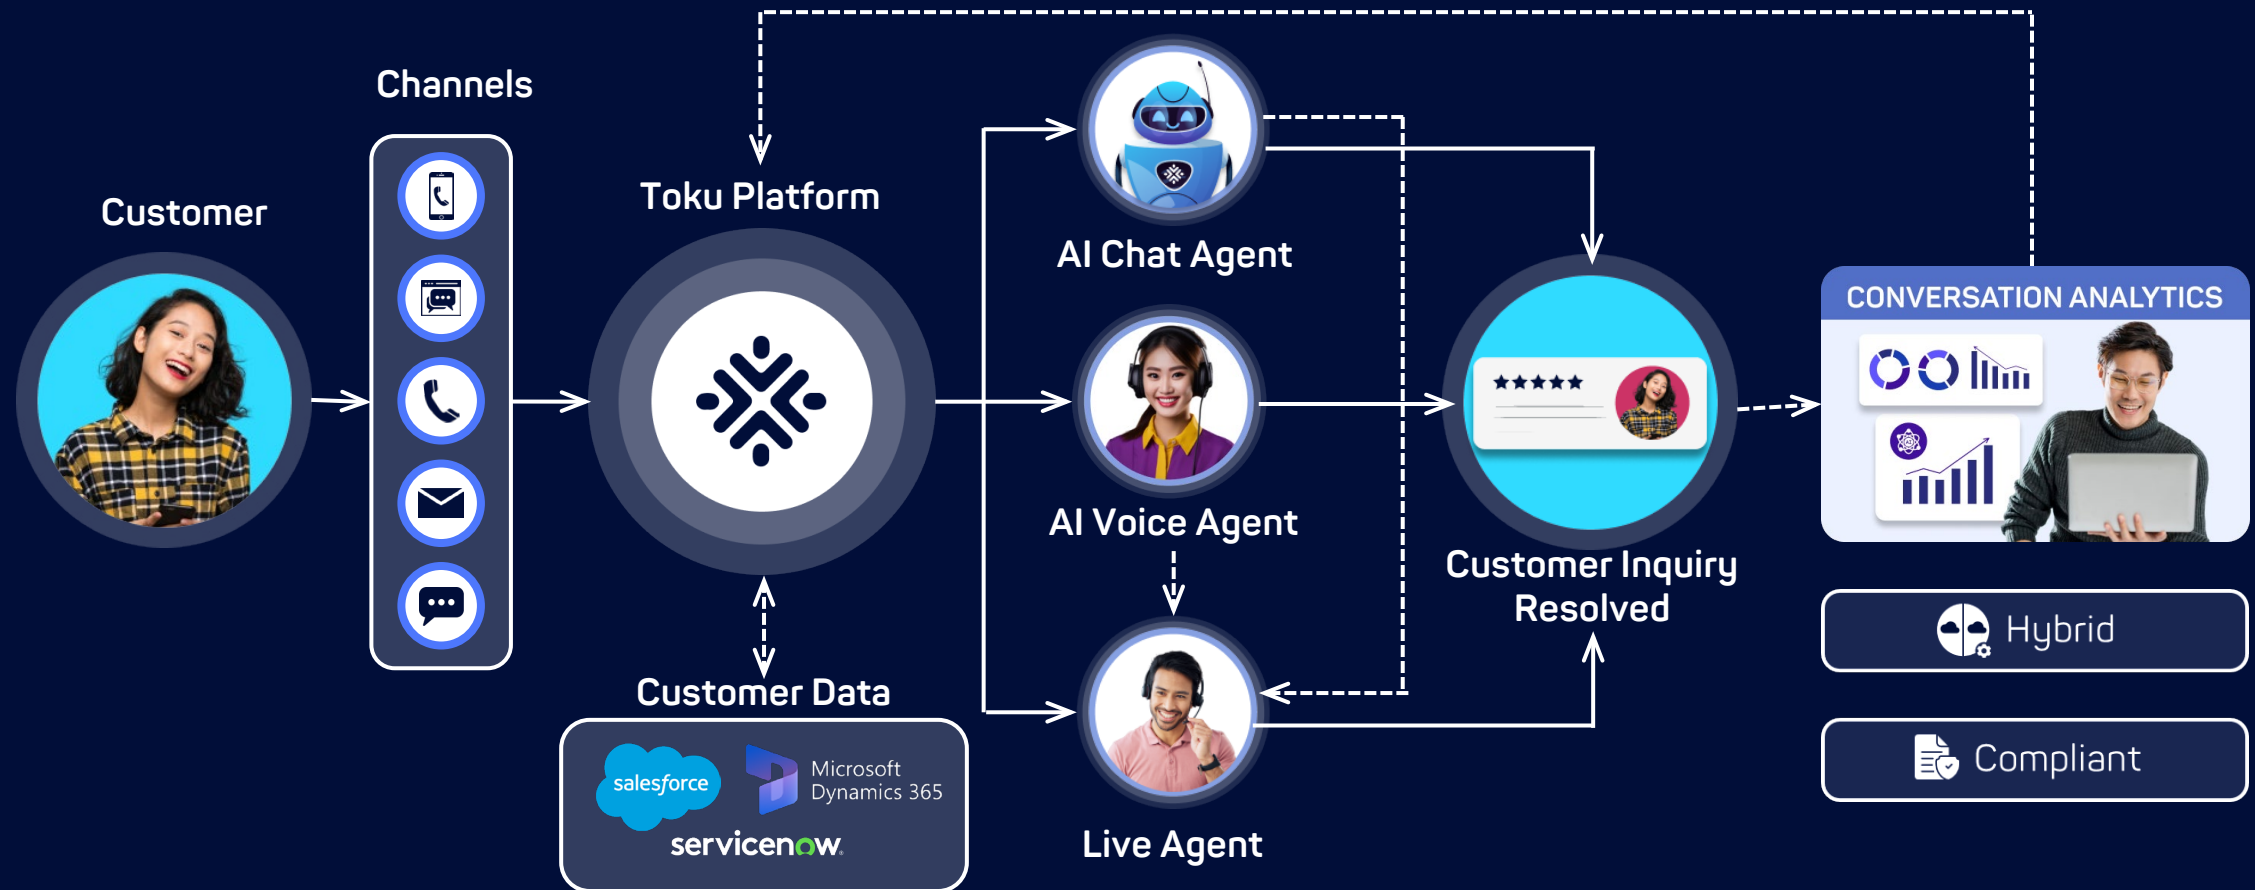 Channels
Customer
Toku Platform
AI Chat Agent
AI Voice Agent
Live Agent
Customer Data
salesforce
Microsoft
Dynamics 365
servicenow
Customer Inquiry
Resolved
CONVERSATION ANALYTICS
Hybrid
Compliant